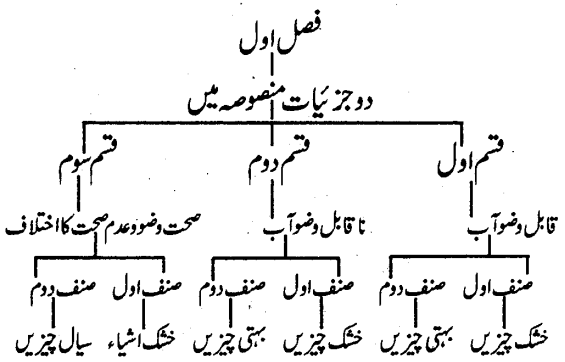 فصل اول
دو جزئیات منصوصہ میں
قسم اول قسم دوم قسم سوم
قابل وضو آب نا قابل وضو آب صحت وضو و عدم صحت کا اختلاف
صنف اول صنف دوم صنف اول صنف دوم صنف اول صنف دوم
خشک چیزیں بہتی چیزیں خشک چیزیں بہتی چیزیں خشک اشیاء سیال چیزیں